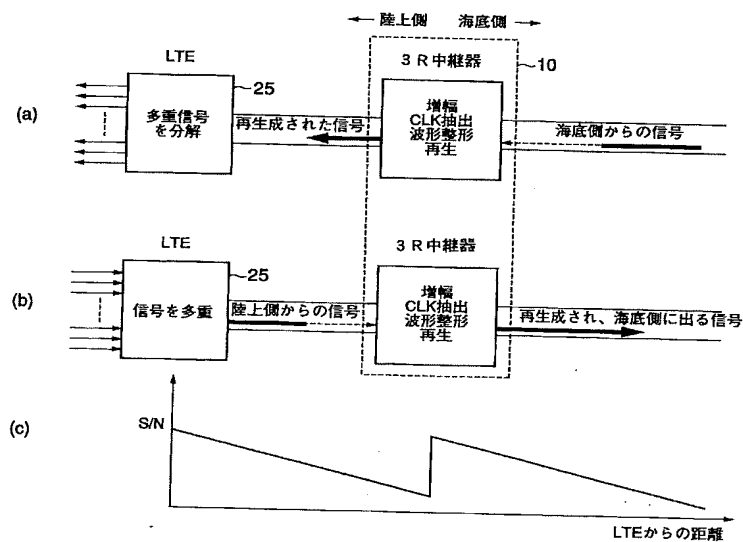 ←陸上側 海底側→
LTE
3R中継器
10
25
(a)
多重信号
を分解
再生成された信号
増幅
CLK抽出
波形整形
再生
海底側からの信号
LTE
3R中継器
25
(b)
信号を多重
陸上側からの信号
増幅
CLK抽出
波形整形
再生
再生成され、海底側に出る信号
(c)
S/N
LTEからの距離